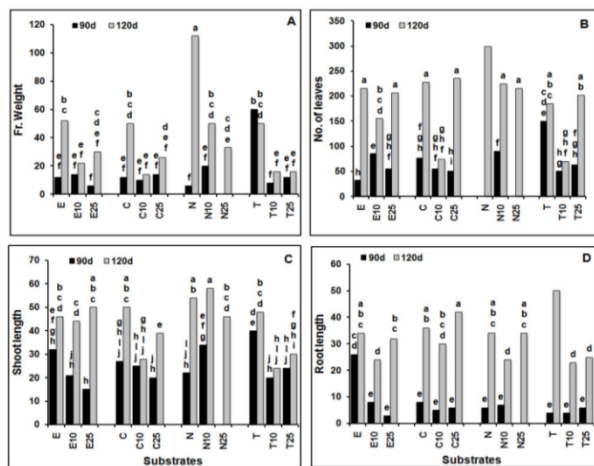 90d 120d
A
Fr. Weight
120
100
80
60
40
20
0
e f
b c
e f
e f
f
d e f
e f
b c d
e f
e f
e f
d e f
f
a
e f
b c
c d e
b
b c d
f
e f
e f
e f
E E10 E25 C C10 C25 N N10 N25 T T10 T25
90d 120d
B
No. of leaves
350
300
250
200
150
100
50
0
h
a
e f
b c d e
g h f
a
f g h
a
g h f
e f g
h i
a
e f
a
a
c d e
a b c
g h
g h f
f g h
a b
E E10 E25 C C10 C25 N N10 N25 T T10 T25
90d 120d
C
Shoot length
70
60
50
40
30
20
10
0
e f g h
b c d
j h
d
h
a b c
a b c
e
a b
a
e f g
b c d
d e
b c d
f g h i
E E10 E25 C C10 C25 N N10 N25 T T10 T25
Substrates
90d 120d
D
Root length
60
50
40
30
20
10
0
c d
a b c
e
d
e
b c
e
a b
e
b c d
e
a
e
a b c
e
d
a b c
e
e
d
e
d
E E10 E25 C C10 C25 N N10 N25 T T10 T25
Substrates